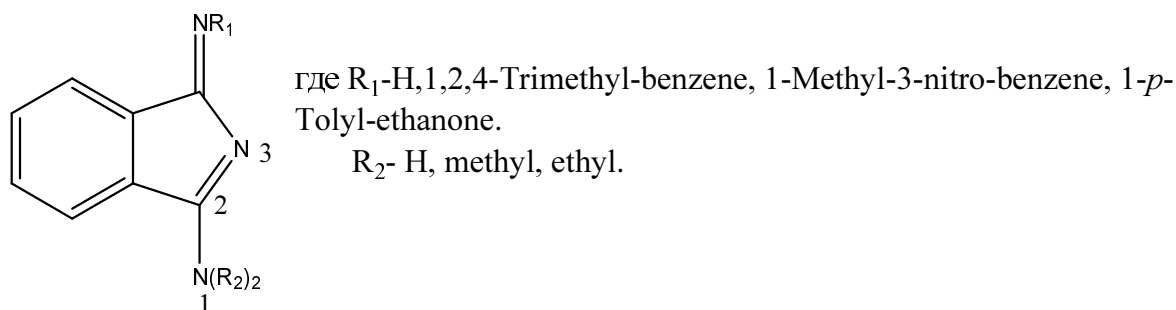 NR₁
где R₁-H,1,2,4-Trimethyl-benzene, 1-Methyl-3-nitro-benzene, 1-p-
Tolyl-ethanone.
N 3
R₂- H, methyl, ethyl.
2
N(R₂)₂
1